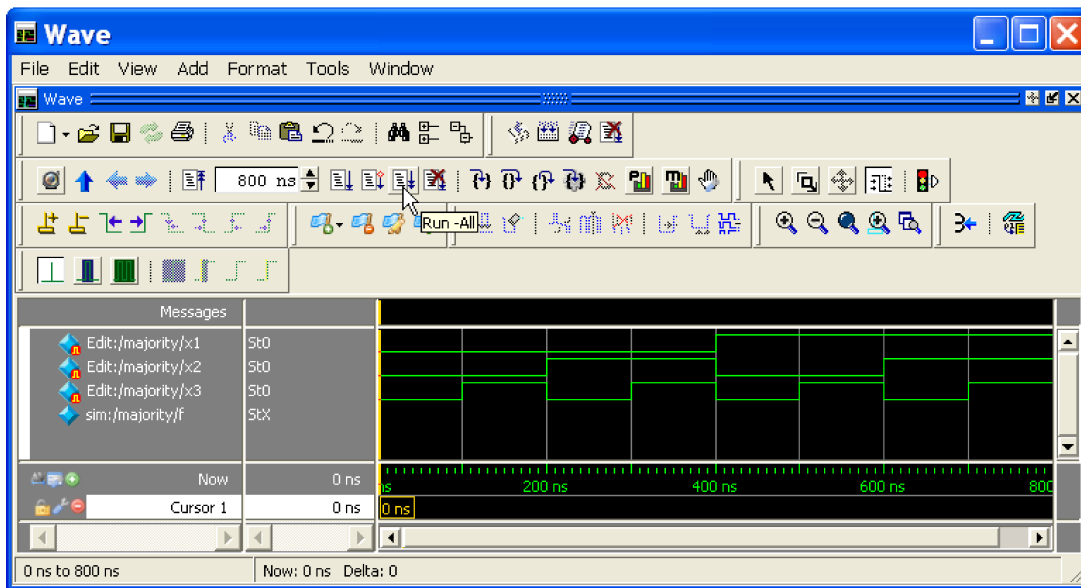 Wave
File Edit View Add Format Tools Window
Wave
800 ns
Run -All
Messages
Edit:/majority/x1 St0
Edit:/majority/x2 St0
Edit:/majority/x3 St0
sim:/majority/f StX
Now 0 ns ns 200 ns 400 ns 600 ns 800
Cursor 1 0 ns 0 ns
0 ns to 800 ns Now: 0 ns Delta: 0